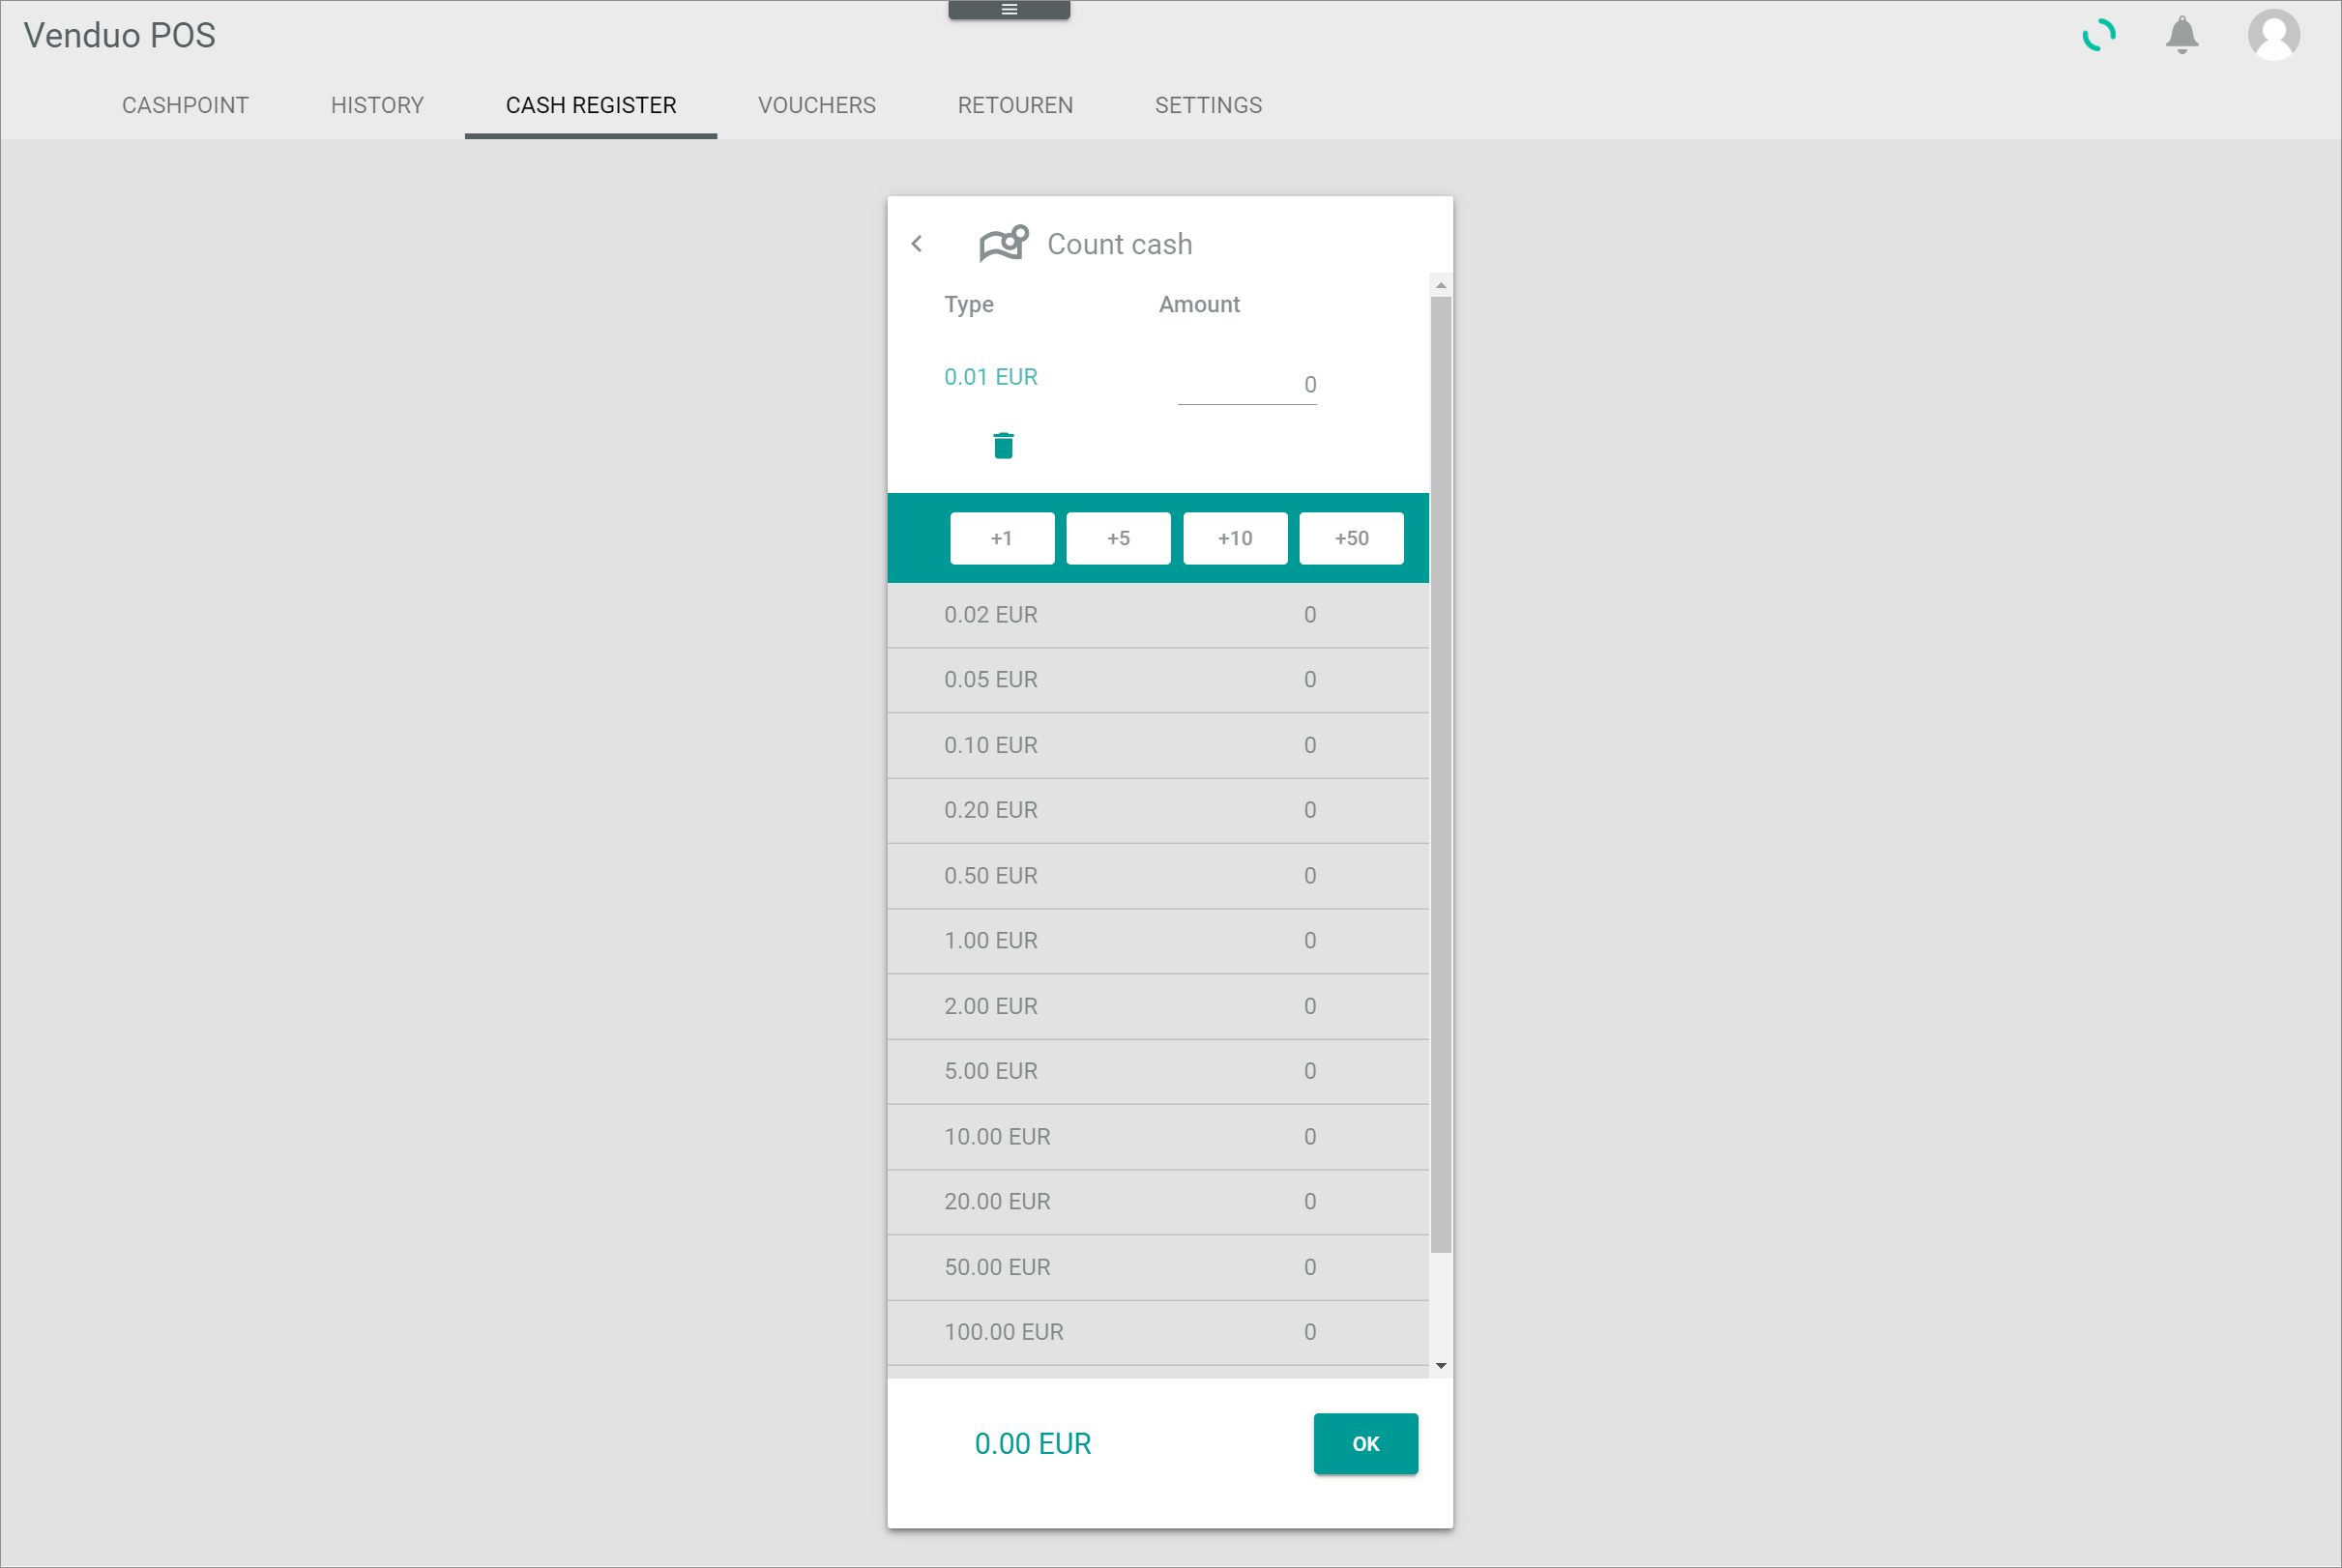 Venduo POS
CASHPOINT HISTORY CASH REGISTER VOUCHERS RETOUREN SETTINGS
Count cash
Type Amount
0.01 EUR 0
+1 +5 +10 +50
0.02 EUR 0
0.05 EUR 0
0.10 EUR 0
0.20 EUR 0
0.50 EUR 0
1.00 EUR 0
2.00 EUR 0
5.00 EUR 0
10.00 EUR 0
20.00 EUR 0
50.00 EUR 0
100.00 EUR 0
0.00 EUR OK